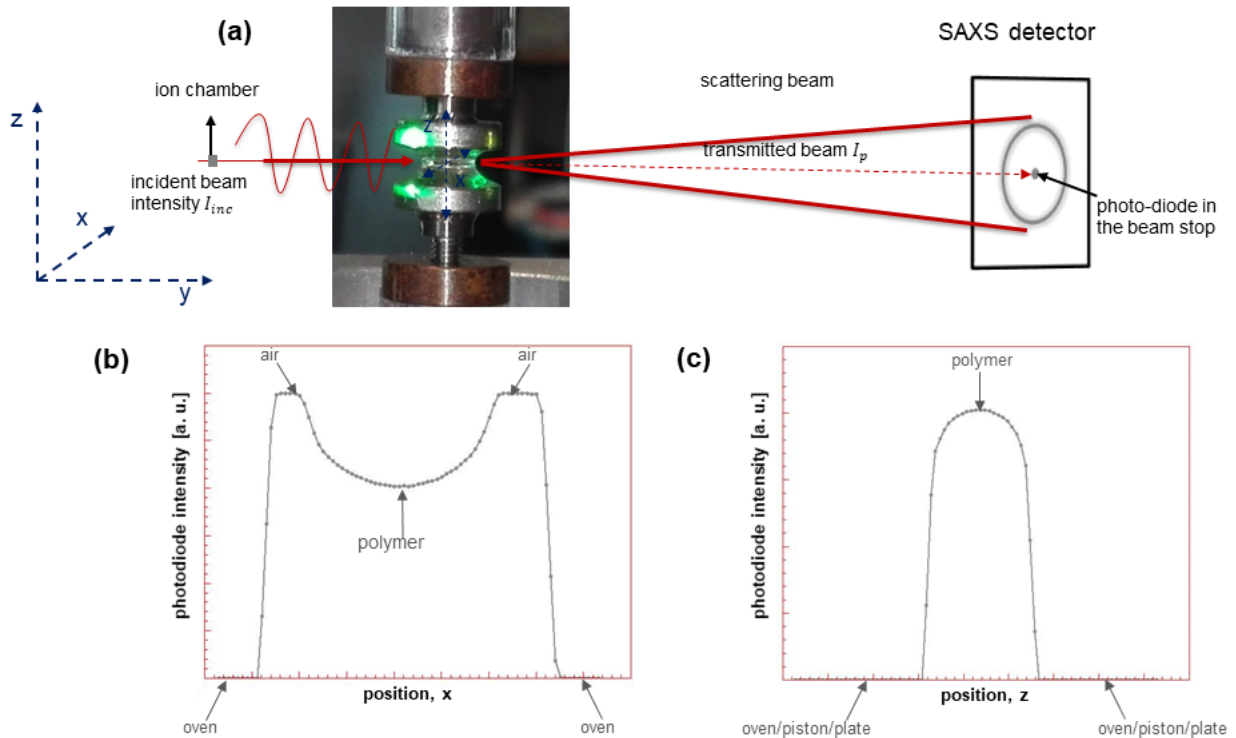 (a)
SAXS detector
ion chamber
scattering beam
z
z
transmitted beam I_p
x
incident beam
intensity I_inc
x
photo-diode in
the beam stop
y
(b)
air
air
(c)
polymer
photodiode intensity [a. u.]
polymer
photodiode intensity [a. u.]
position, x
position, z
oven
oven
oven/piston/plate
oven/piston/plate